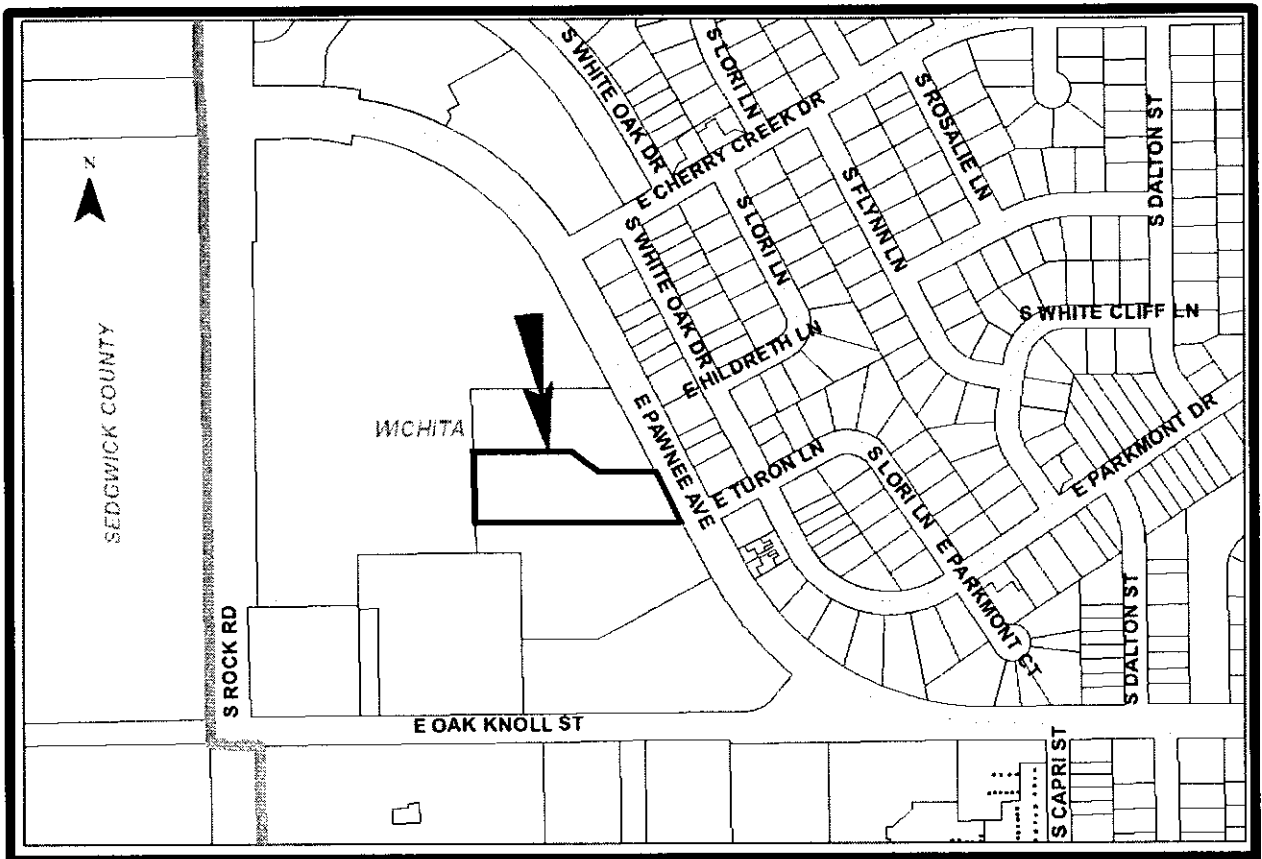 S WHITE OAK DR
S LORI LN
E CHERRY CREEK DR
S ROSALIE LN
S DALTON ST
N
S FLYNN LN
S LORI LN
S WHITE OAK DR
S WHITE CLIFF LN
E HILDRETH LN
SEDGWICK COUNTY
WICHITA
E PAWNEE AVE
E PARKMONT DR
E TURON LN
S LORI LN
E PARKMONT CT
S ROCK RD
S DALTON ST
E OAK KNOLL ST
S CAPRI ST